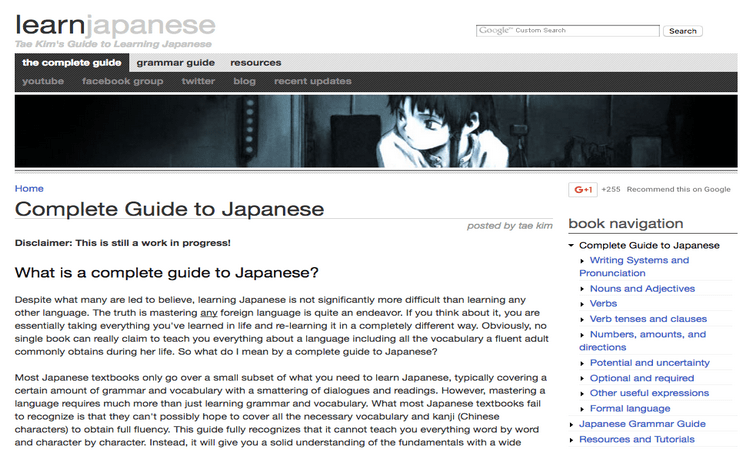 learnjapanese
Tae Kim's Guide to Learning Japanese
Google™ Custom Search
Search
the complete guide grammar guide resources
youtube facebook group twitter blog recent updates
Home
Complete Guide to Japanese
posted by tae kim
Disclaimer: This is still a work in progress!
What is a complete guide to Japanese?
Despite what many are led to believe, learning Japanese is not significantly more difficult than learning any
other language. The truth is mastering any foreign language is quite an endeavor. If you think about it, you are
essentially taking everything you've learned in life and re-learning it in a completely different way. Obviously, no
single book can really claim to teach you everything about a language including all the vocabulary a fluent adult
commonly obtains during her life. So what do I mean by a complete guide to Japanese?
Most Japanese textbooks only go over a small subset of what you need to learn Japanese, typically covering a
certain amount of grammar and vocabulary with a smattering of dialogues and readings. However, mastering a
language requires much more than just learning grammar and vocabulary. What most Japanese textbooks fail
to recognize is that they can't possibly hope to cover all the necessary vocabulary and kanji (Chinese
characters) to obtain full fluency. This guide fully recognizes that it cannot teach you everything word by word
and character by character. Instead, it will give you a solid understanding of the fundamentals with a wide
G+1 +255 Recommend this on Google
book navigation
Complete Guide to Japanese
Writing Systems and
Pronunciation
Nouns and Adjectives
Verbs
Verb tenses and clauses
Numbers, amounts, and
directions
Potential and uncertainty
Optional and required
Other useful expressions
Formal language
Japanese Grammar Guide
Resources and Tutorials